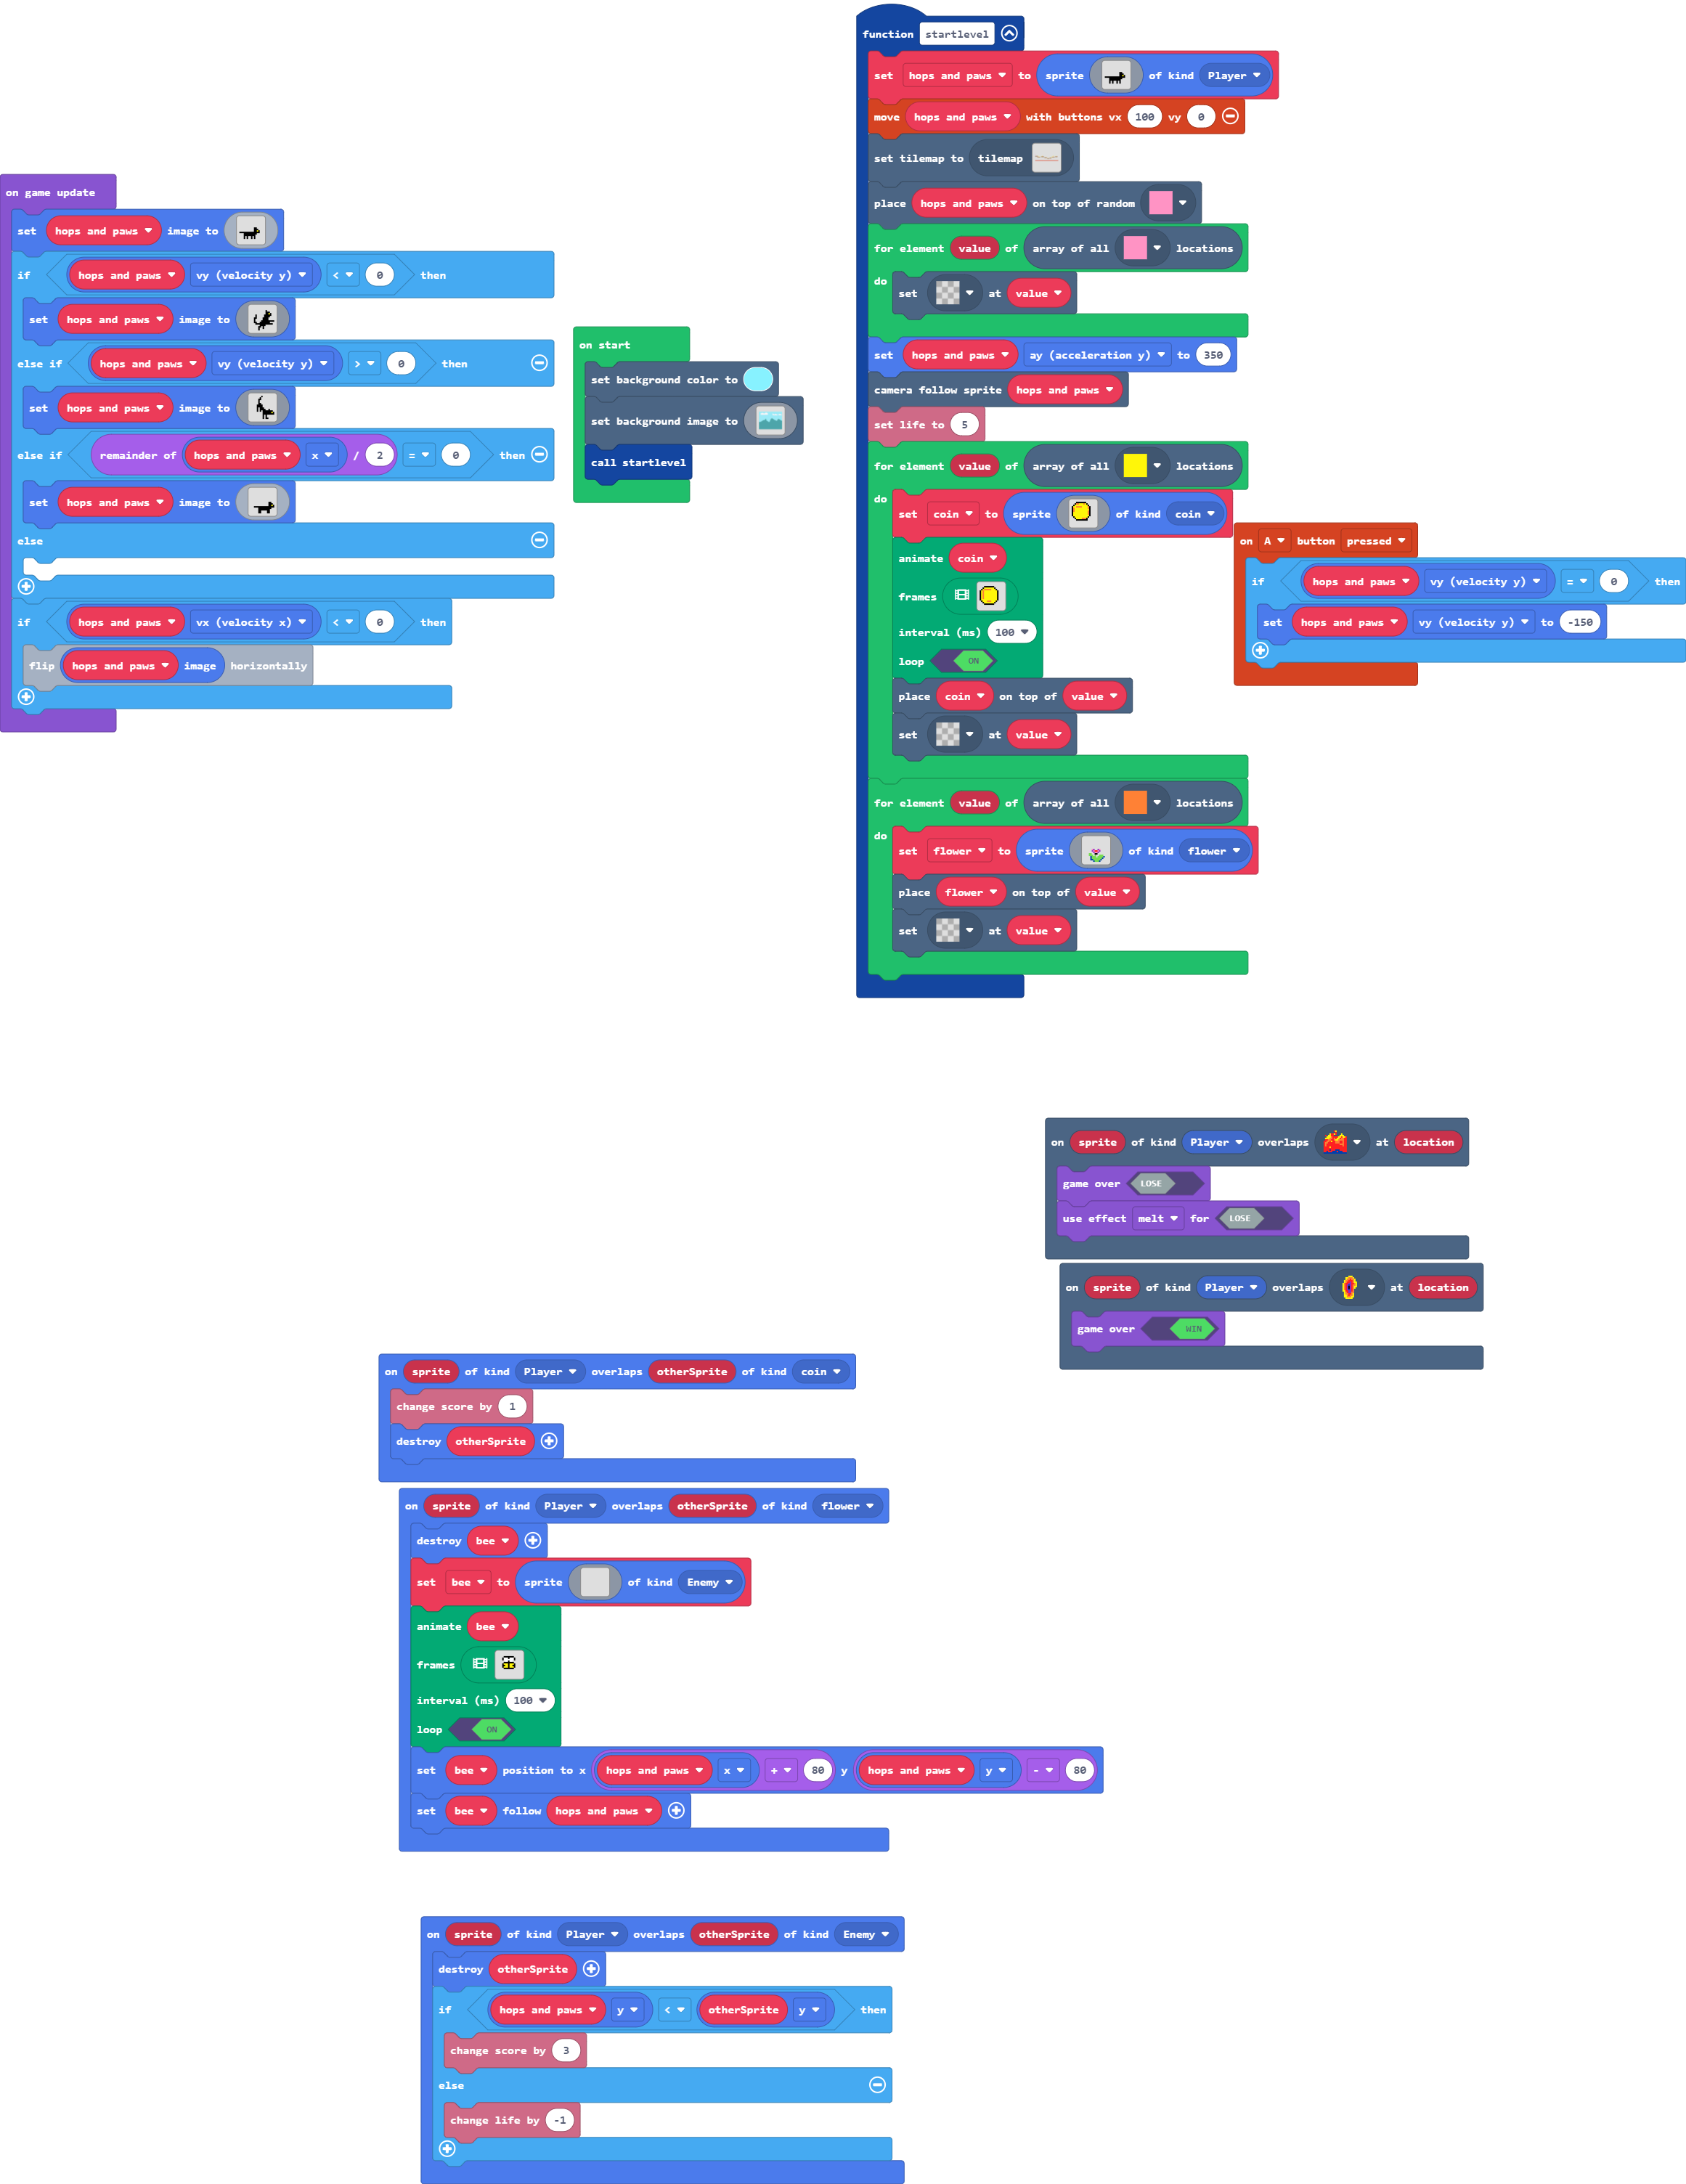 on game update
set hops and paws image to
if hops and paws vy (velocity y) < 0 then
set hops and paws image to
else if hops and paws vy (velocity y) > 0 then
set hops and paws image to
else if remainder of hops and paws x / 2 = 0 then
set hops and paws image to
else
if hops and paws vx (velocity x) < 0 then
flip hops and paws image horizontally
on start
set background color to
set background image to
call startlevel
function startlevel
set hops and paws to sprite of kind Player
move hops and paws with buttons vx 100 vy 0
set tilemap to tilemap
place hops and paws on top of random
for element value of array of all locations
do
set at value
set hops and paws ay (acceleration y) to 350
camera follow sprite hops and paws
set life to 5
for element value of array of all locations
do
set coin to sprite of kind coin
animate coin
frames
interval (ms) 100
loop ON
place coin on top of value
set at value
for element value of array of all locations
do
set flower to sprite of kind flower
place flower on top of value
set at value
on A button pressed
if hops and paws vy (velocity y) = 0 then
set hops and paws vy (velocity y) to -150
on sprite of kind Player overlaps at location
game over LOSE
use effect melt for LOSE
on sprite of kind Player overlaps at location
game over WIN
on sprite of kind Player overlaps otherSprite of kind coin
change score by 1
destroy otherSprite
on sprite of kind Player overlaps otherSprite of kind flower
destroy bee
set bee to sprite of kind Enemy
animate bee
frames
interval (ms) 100
loop ON
set bee position to x hops and paws x + 80 y hops and paws y - 80
set bee follow hops and paws
on sprite of kind Player overlaps otherSprite of kind Enemy
destroy otherSprite
if hops and paws y < otherSprite y then
change score by 3
else
change life by -1